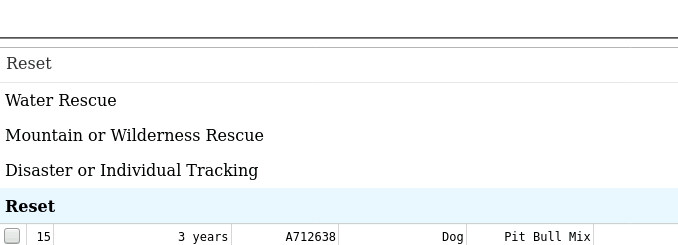 Reset
Water Rescue
Mountain or Wilderness Rescue
Disaster or Individual Tracking
Reset
15 3 years A712638 Dog Pit Bull Mix